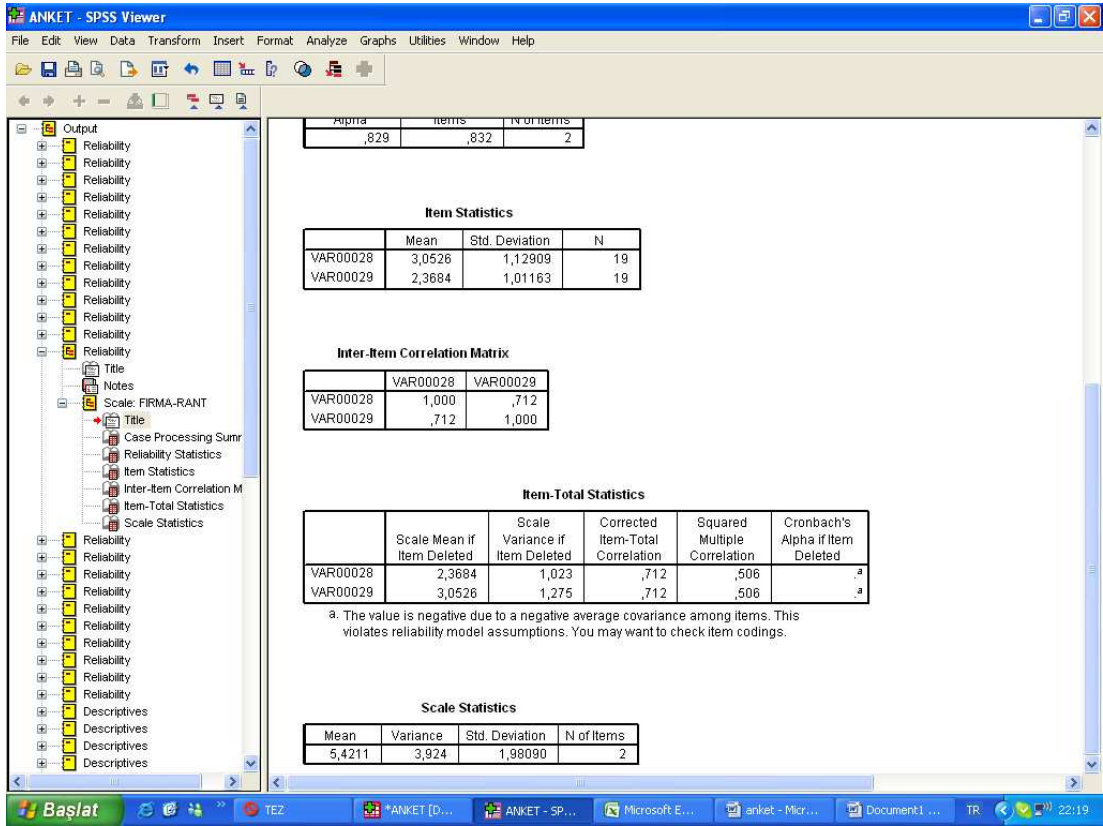 ANKET - SPSS Viewer
File Edit View Data Transform Insert Format Analyze Graphs Utilities Window Help
Output
Reliability
Reliability
Reliability
Reliability
Reliability
Reliability
Reliability
Reliability
Reliability
Reliability
Reliability
Reliability
Reliability
Title
Notes
Scale: FIRMA-RANT
Title
Case Processing Summ
Reliability Statistics
Item Statistics
Inter-Item Correlation M
Item-Total Statistics
Scale Statistics
Reliability
Reliability
Reliability
Reliability
Reliability
Reliability
Reliability
Reliability
Reliability
Reliability
Descriptives
Descriptives
Descriptives
Descriptives
Alpha Items N of Items
,829 ,832 2
Item Statistics
Mean Std. Deviation N
VAR00028 3,0526 1,12909 19
VAR00029 2,3684 1,01163 19
Inter-Item Correlation Matrix
VAR00028 VAR00029
VAR00028 1,000 ,712
VAR00029 ,712 1,000
Item-Total Statistics
Scale Mean if Item Deleted Scale Variance if Item Deleted Corrected Item-Total Correlation Squared Multiple Correlation Cronbach's Alpha if Item Deleted
VAR00028 2,3684 1,023 ,712 ,506 .a
VAR00029 3,0526 1,275 ,712 ,506 .a
a. The value is negative due to a negative average covariance among items. This
violates reliability model assumptions. You may want to check item codings.
Scale Statistics
Mean Variance Std. Deviation N of Items
5,4211 3,924 1,98090 2
Başlat TEZ *ANKET [D... ANKET - SP... Microsoft E... anket - Micr... Document1 ... TR 22:19